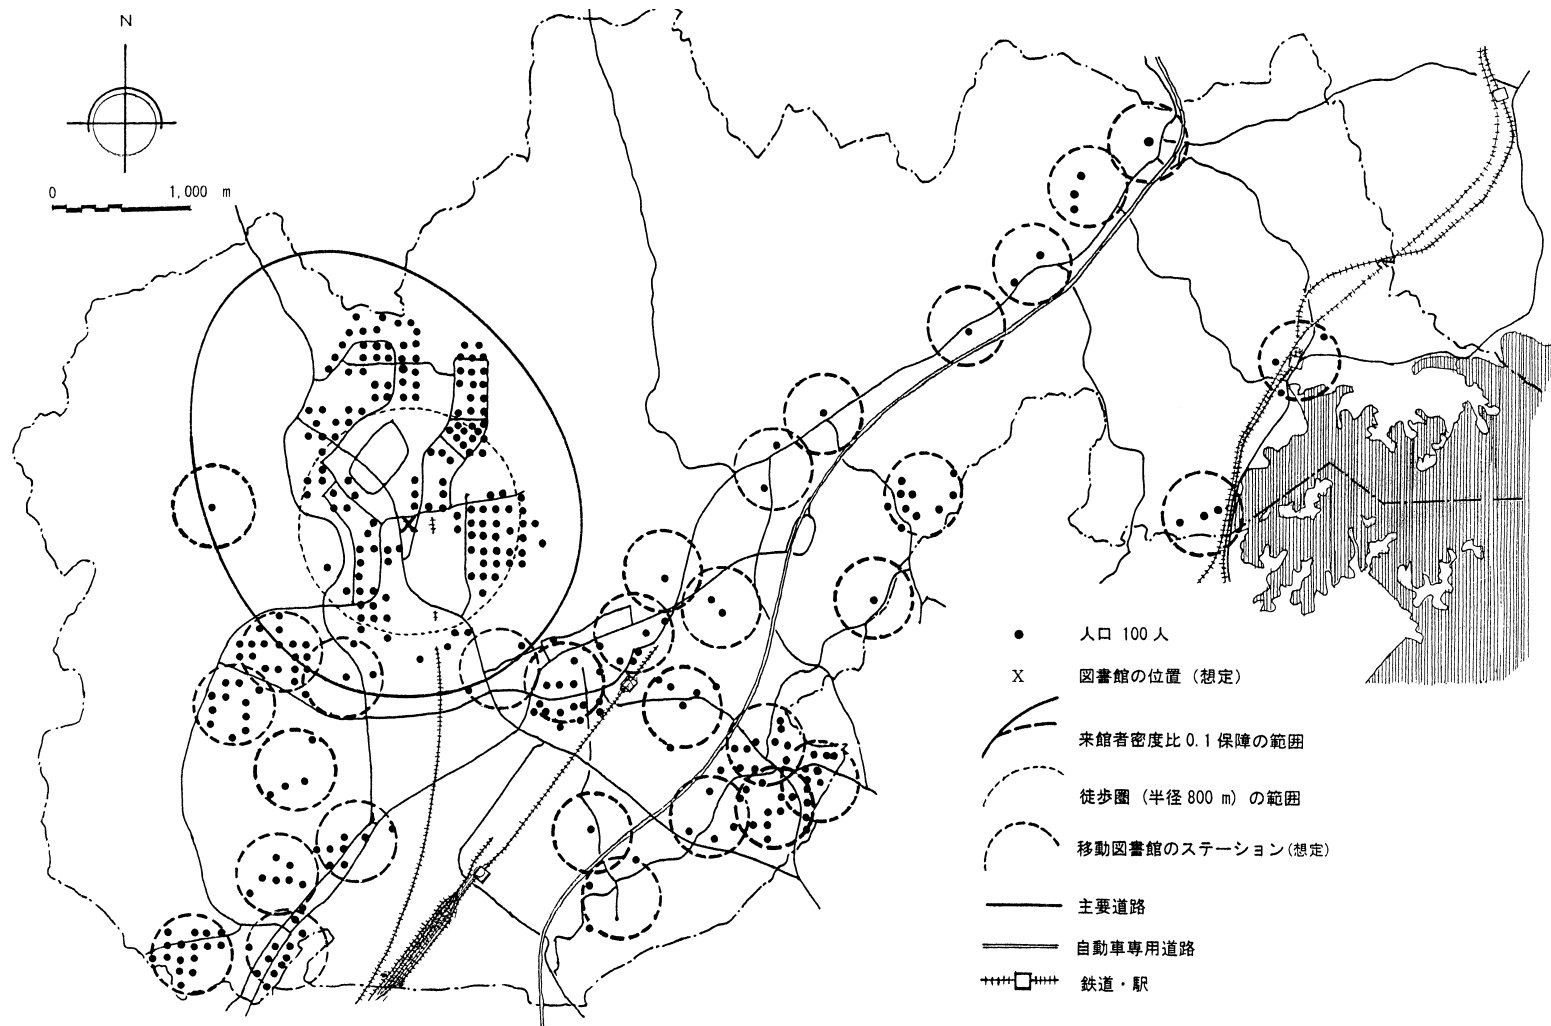 N
0 1,000 m
X
人口 100 人
X 図書館の位置 (想定)
来館者密度比 0.1 保障の範囲
徒歩圏 (半径 800 m) の範囲
移動図書館のステーション(想定)
主要道路
自動車専用道路
鉄道・駅